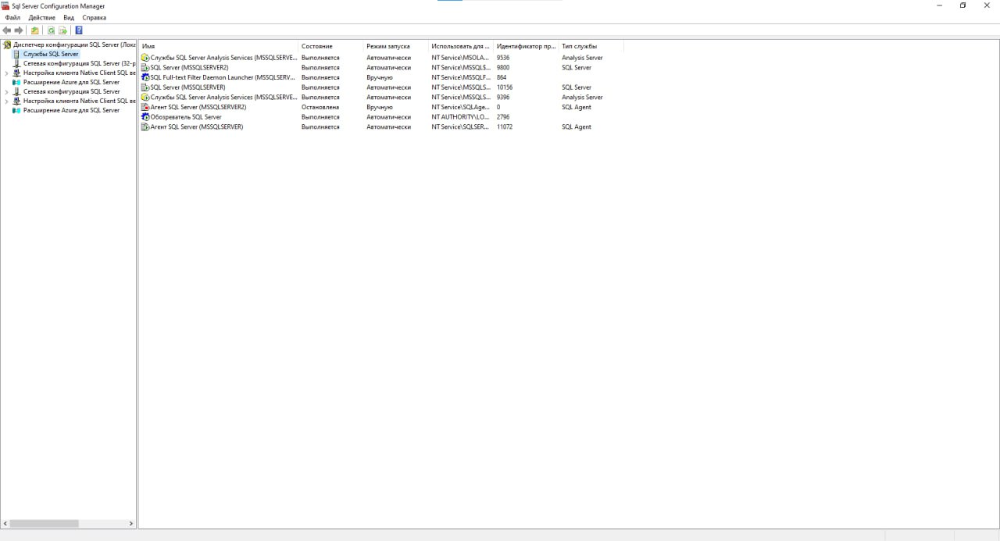 Sql Server Configuration Manager
Файл Действие Вид Справка
Диспетчер конфигурации SQL Server (Лока
Службы SQL Server
Сетевая конфигурация SQL Server (32-р
Настройка клиента Native Client SQL ве
Расширение Azure для SQL Server
Сетевая конфигурация SQL Server
Настройка клиента Native Client SQL ве
Расширение Azure для SQL Server
Имя Состояние Режим запуска Использовать для ... Идентификатор пр... Тип службы
Службы SQL Server Analysis Services (MSSQLSERVE... Выполняется Автоматически NT Service\MSOLA... 9536 Analysis Server
SQL Server (MSSQLSERVER2) Выполняется Автоматически NT Service\MSSQL$... 9800 SQL Server
SQL Full-text Filter Daemon Launcher (MSSQLSERV... Выполняется Вручную NT Service\MSSQLF... 864
SQL Server (MSSQLSERVER) Выполняется Автоматически NT Service\MSSQLS... 10156 SQL Server
Службы SQL Server Analysis Services (MSSQLSERVE... Выполняется Автоматически NT Service\MSSQLS... 9396 Analysis Server
Агент SQL Server (MSSQLSERVER2) Остановлена Вручную NT Service\SQLAge... 0 SQL Agent
Обозреватель SQL Server Выполняется Автоматически NT AUTHORITY\LO... 2796
Агент SQL Server (MSSQLSERVER) Выполняется Автоматически NT Service\SQLSER... 11072 SQL Agent